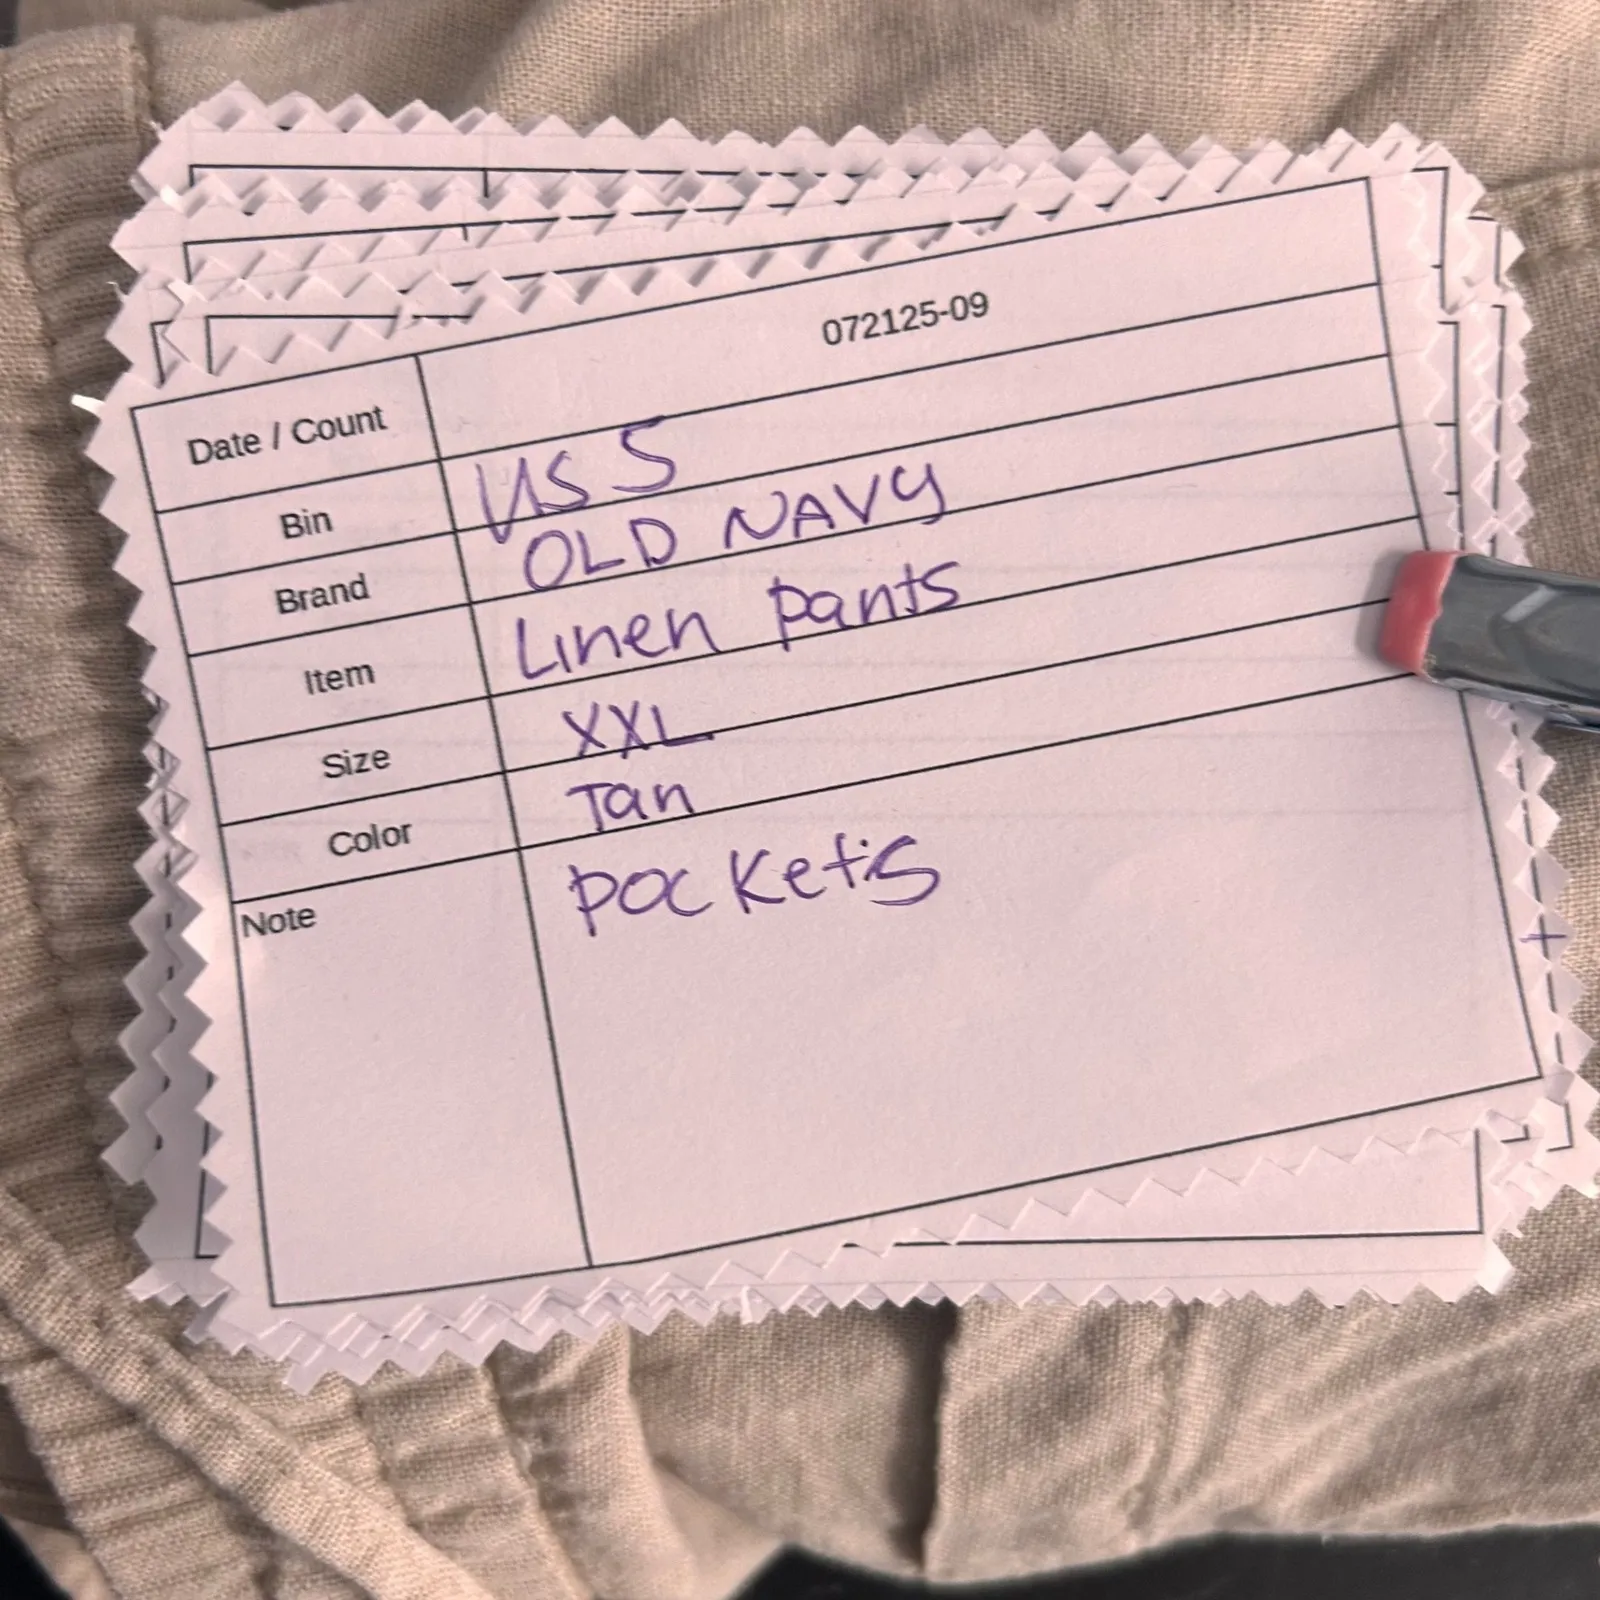 Date / Count 072125-09
Bin US 5
Brand OLD NAVY
Item Linen pants
Size XXL
Color Tan
Note pockets